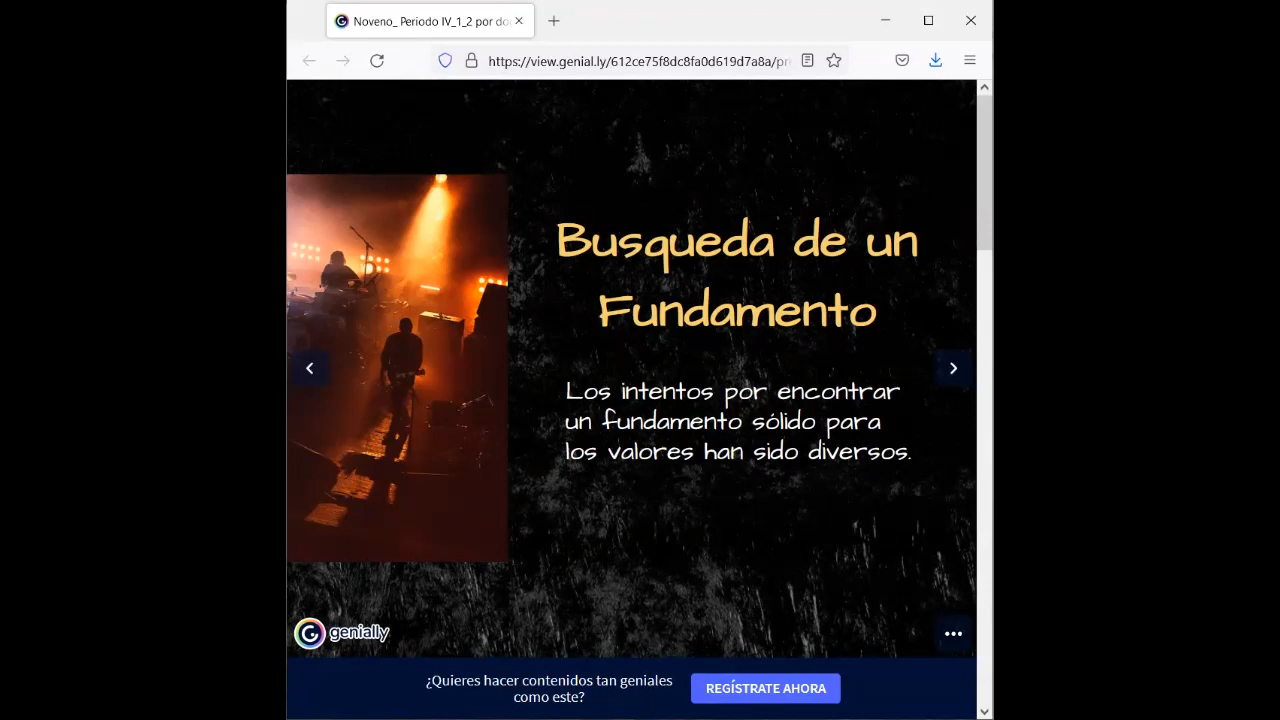 Noveno_ Periodo IV_1_2 por do
https://view.genial.ly/612ce75f8dc8fa0d619d7a8a/pr
Busqueda de un
Fundamento
Los intentos por encontrar
un fundamento sólido para
los valores han sido diversos.
genially
¿Quieres hacer contenidos tan geniales
como este?
REGÍSTRATE AHORA